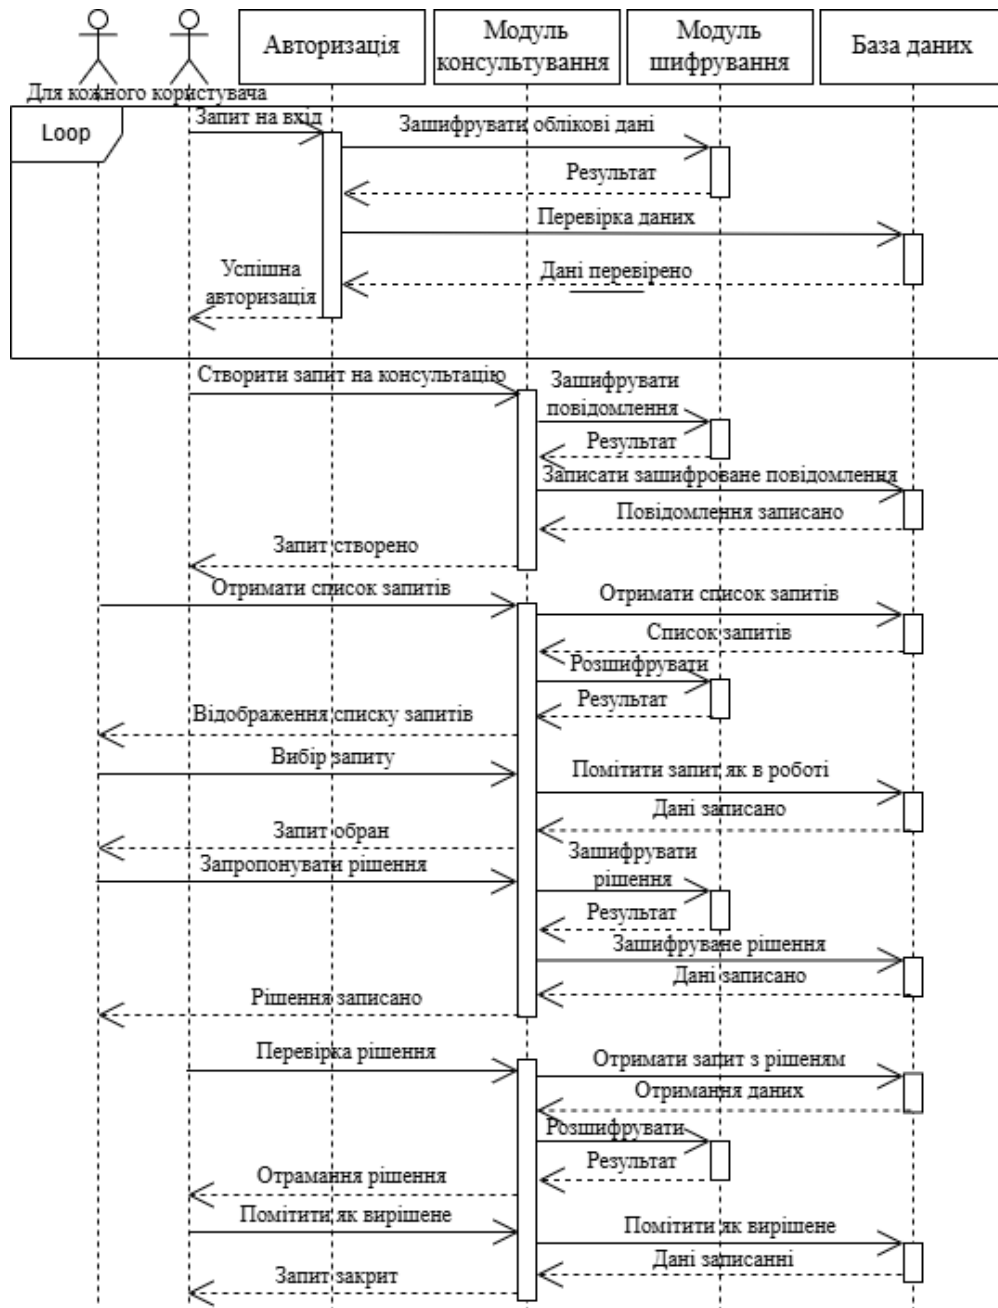 Авторизація
Модуль
консультування
Модуль
шифрування
База даних
Для кожного користувача
Loop
Запит на вхід
Зашифрувати облікові дані
Результат
Перевірка даних
Успішна
авторизація
Дані перевірено
Створити запит на консультацію
Зашифрувати
повідомлення
Результат
Записати зашифроване повідомлення
Повідомлення записано
Запит створено
Отримати список запитів
Отримати список запитів
Список запитів
Розшифрувати
Результат
Відображення списку запитів
Вибір запиту
Помітити запит як в роботі
Дані записано
Запит обран
Зашифрувати
рішення
Запропонувати рішення
Результат
Зашифруване рішення
Дані записано
Рішення записано
Перевірка рішення
Отримати запит з рішеням
Отримання даних
Розшифрувати
Результат
Отрамання рішення
Помітити як вирішене
Помітити як вирішене
Дані записанні
Запит закрит